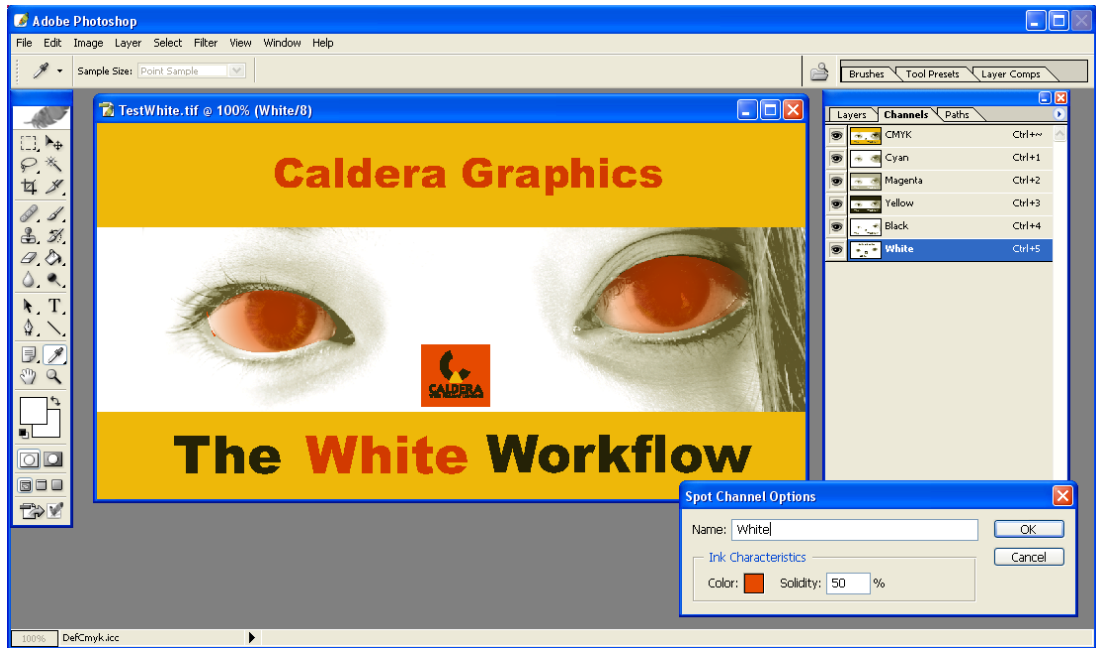 Adobe Photoshop
File Edit Image Layer Select Filter View Window Help
Sample Size: Point Sample
Brushes Tool Presets Layer Comps
TestWhite.tif @ 100% (White/8)
Caldera Graphics
CALDERA
The White Workflow
Layers Channels Paths
CMYK Ctrl+~
Cyan Ctrl+1
Magenta Ctrl+2
Yellow Ctrl+3
Black Ctrl+4
White Ctrl+5
Spot Channel Options
Name: White
OK
Ink Characteristics
Cancel
Color: Solidity: 50 %
100% DefCmyk.icc